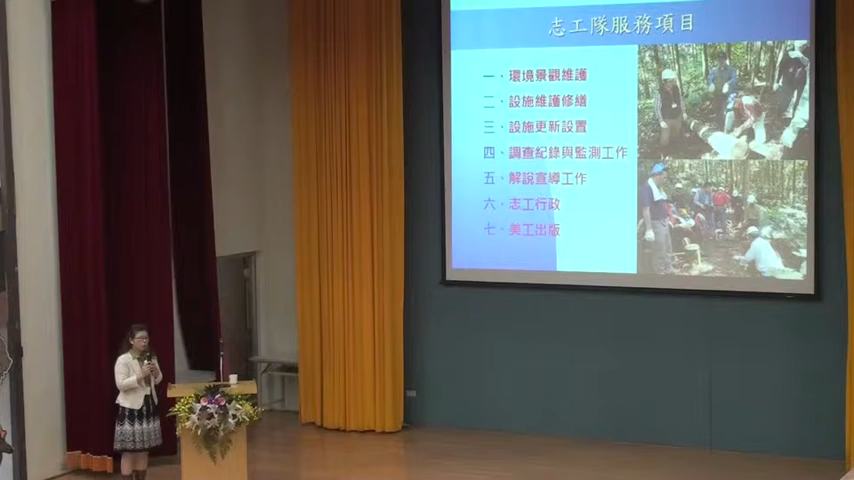 志工隊服務項目
一、環境景觀維護
二、設施維護修繕
三、設施更新設置
四、調查紀錄與監測工作
五、解說宣導工作
六、志工行政
七、美工出版